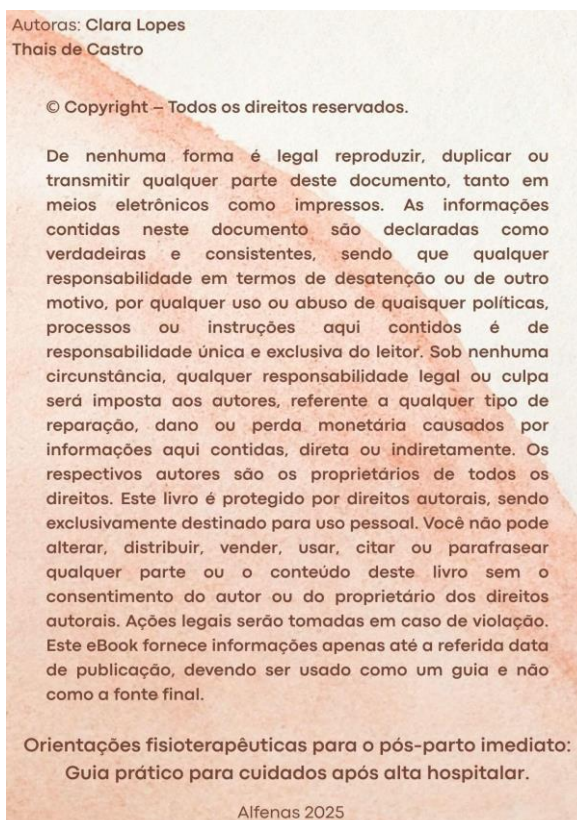 Autoras: Clara Lopes
Thais de Castro
© Copyright – Todos os direitos reservados.
De nenhuma forma é legal reproduzir, duplicar ou
transmitir qualquer parte deste documento, tanto em
meios eletrônicos como impressos. As informações
contidas neste documento são declaradas como
verdadeiras e consistentes, sendo que qualquer
responsabilidade em termos de desatenção ou de outro
motivo, por qualquer uso ou abuso de quaisquer políticas,
processos ou instruções aqui contidos é de
responsabilidade única e exclusiva do leitor. Sob nenhuma
circunstância, qualquer responsabilidade legal ou culpa
será imposta aos autores, referente a qualquer tipo de
reparação, dano ou perda monetária causados por
informações aqui contidas, direta ou indiretamente. Os
respectivos autores são os proprietários de todos os
direitos. Este livro é protegido por direitos autorais, sendo
exclusivamente destinado para uso pessoal. Você não pode
alterar, distribuir, vender, usar, citar ou parafrasear
qualquer parte ou o conteúdo deste livro sem o
consentimento do autor ou do proprietário dos direitos
autorais. Ações legais serão tomadas em caso de violação.
Este eBook fornece informações apenas até a referida data
de publicação, devendo ser usado como um guia e não
como a fonte final.
Orientações fisioterapêuticas para o pós-parto imediato:
Guia prático para cuidados após alta hospitalar.
Alfenas 2025